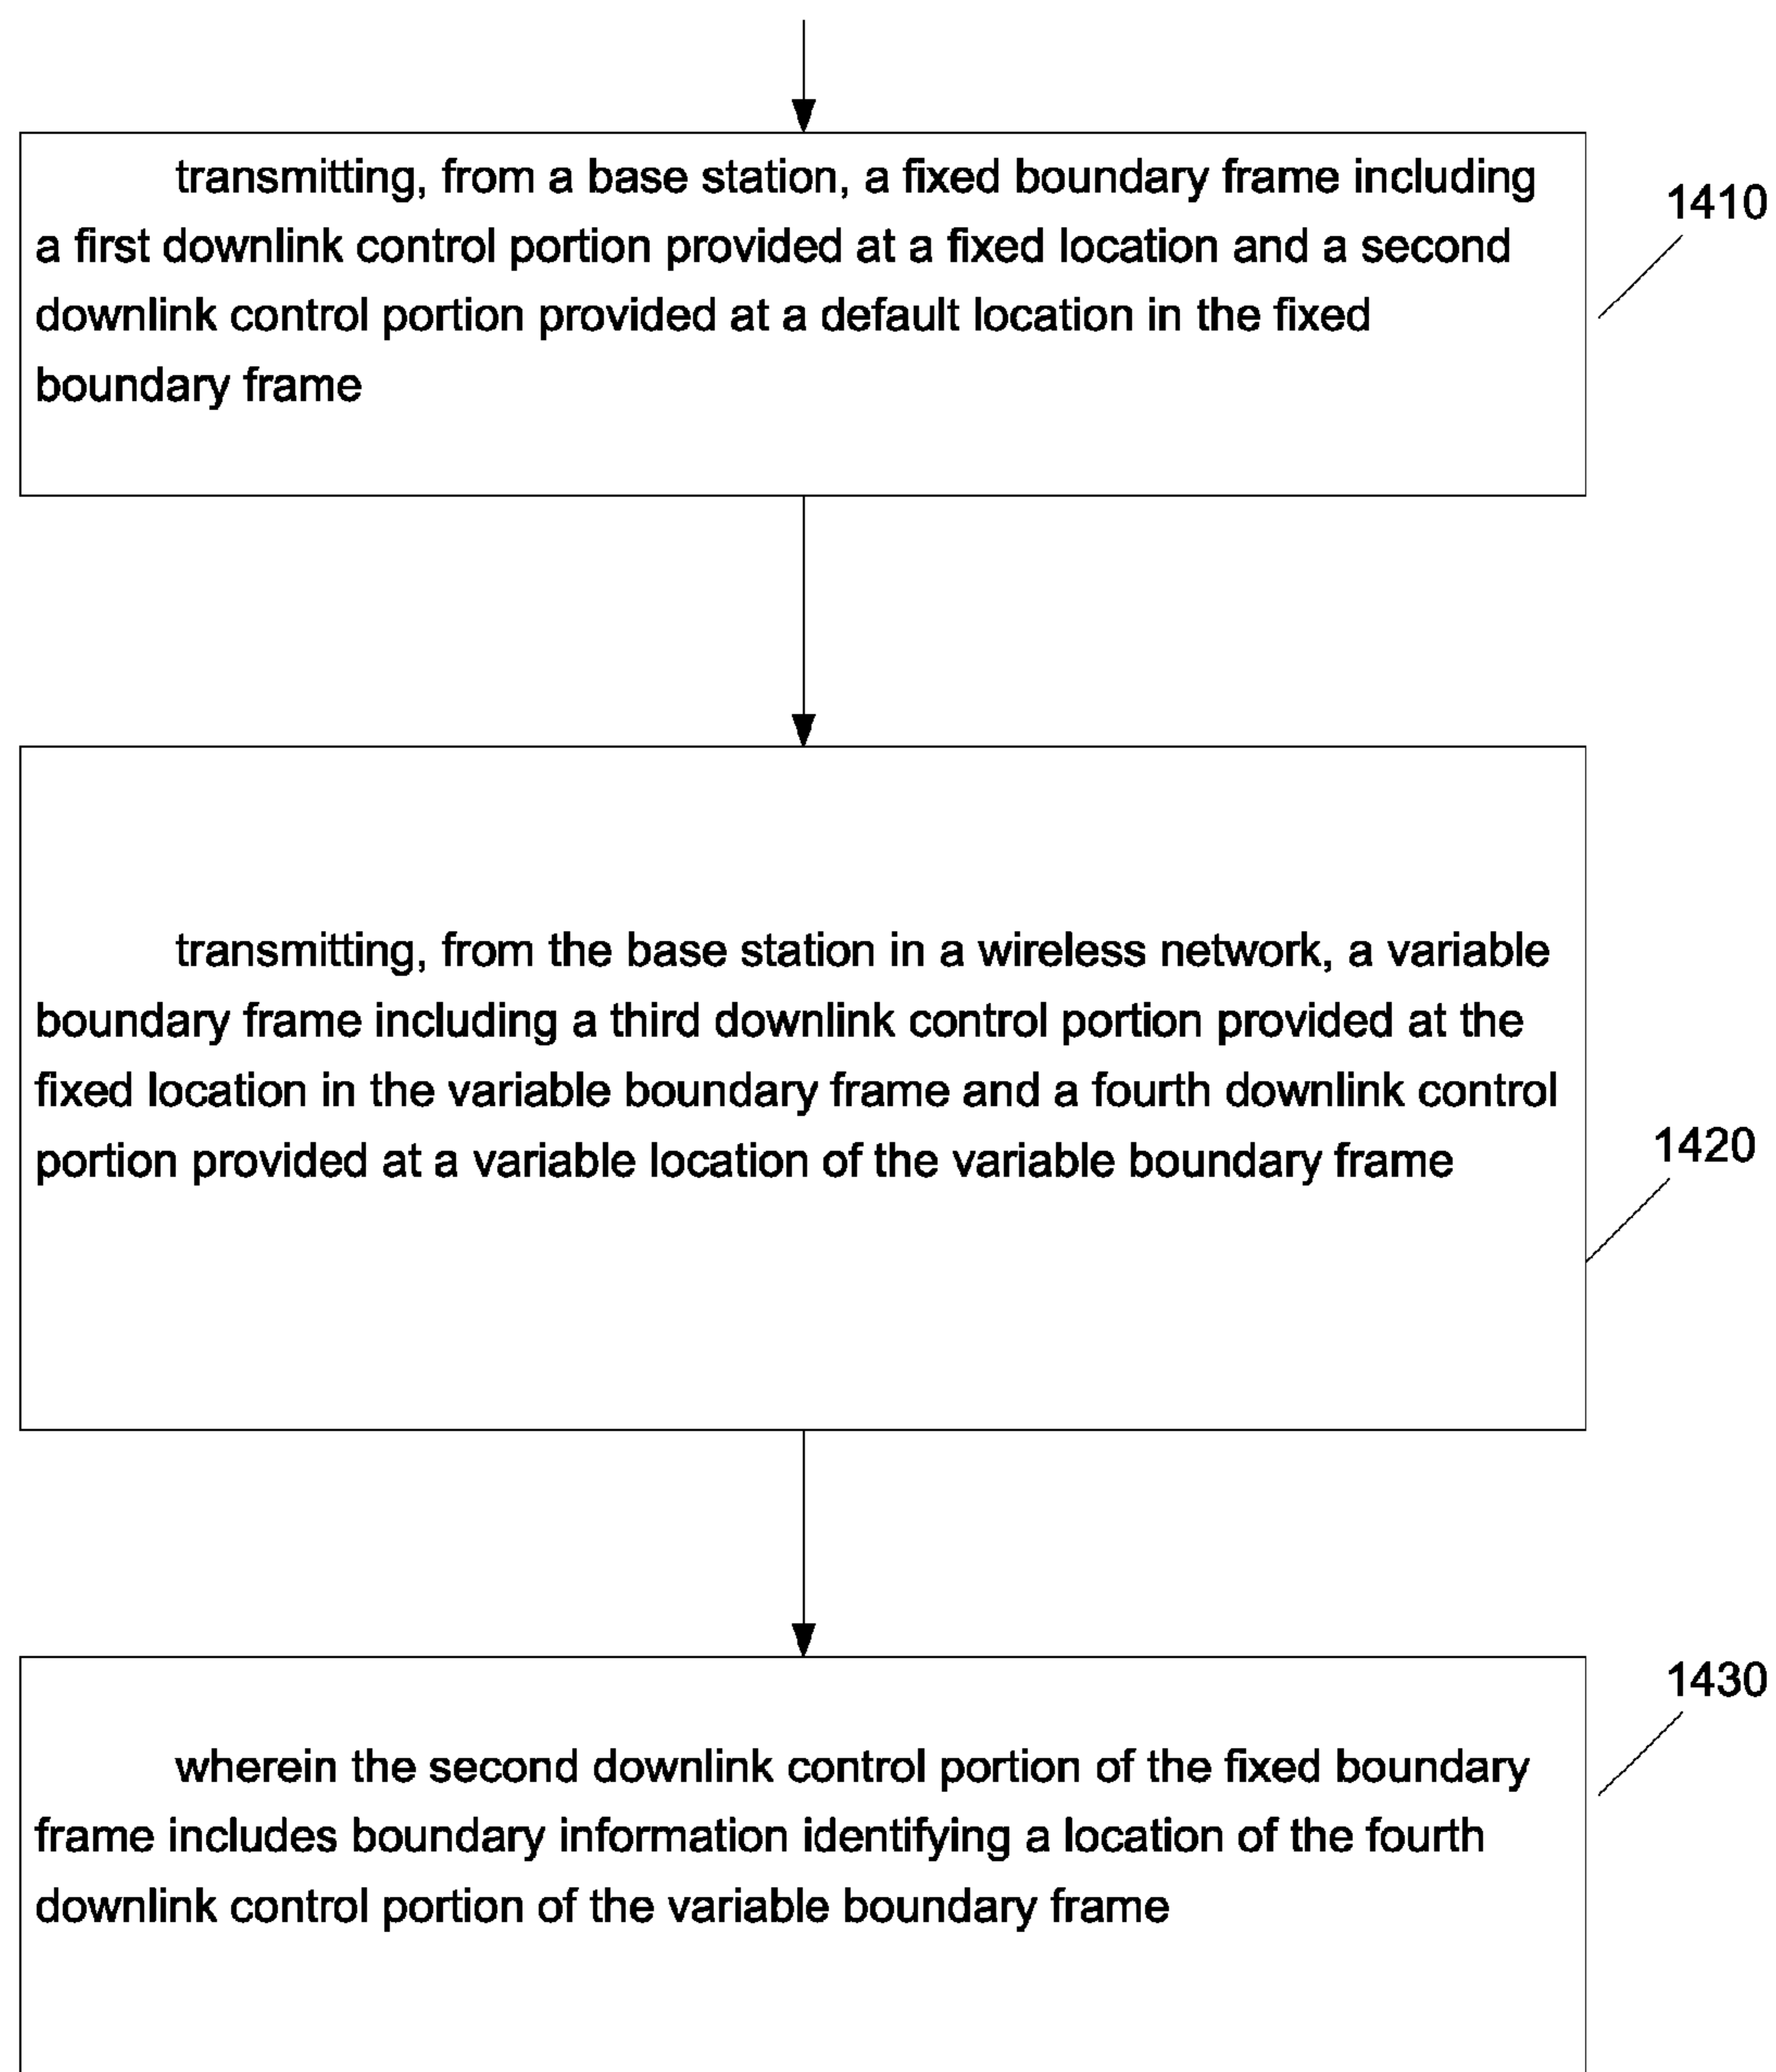 transmitting, from a base station, a fixed boundary frame including
a first downlink control portion provided at a fixed location and a second
downlink control portion provided at a default location in the fixed
boundary frame
1410
transmitting, from the base station in a wireless network, a variable
boundary frame including a third downlink control portion provided at the
fixed location in the variable boundary frame and a fourth downlink control
portion provided at a variable location of the variable boundary frame
1420
wherein the second downlink control portion of the fixed boundary
frame includes boundary information identifying a location of the fourth
downlink control portion of the variable boundary frame
1430